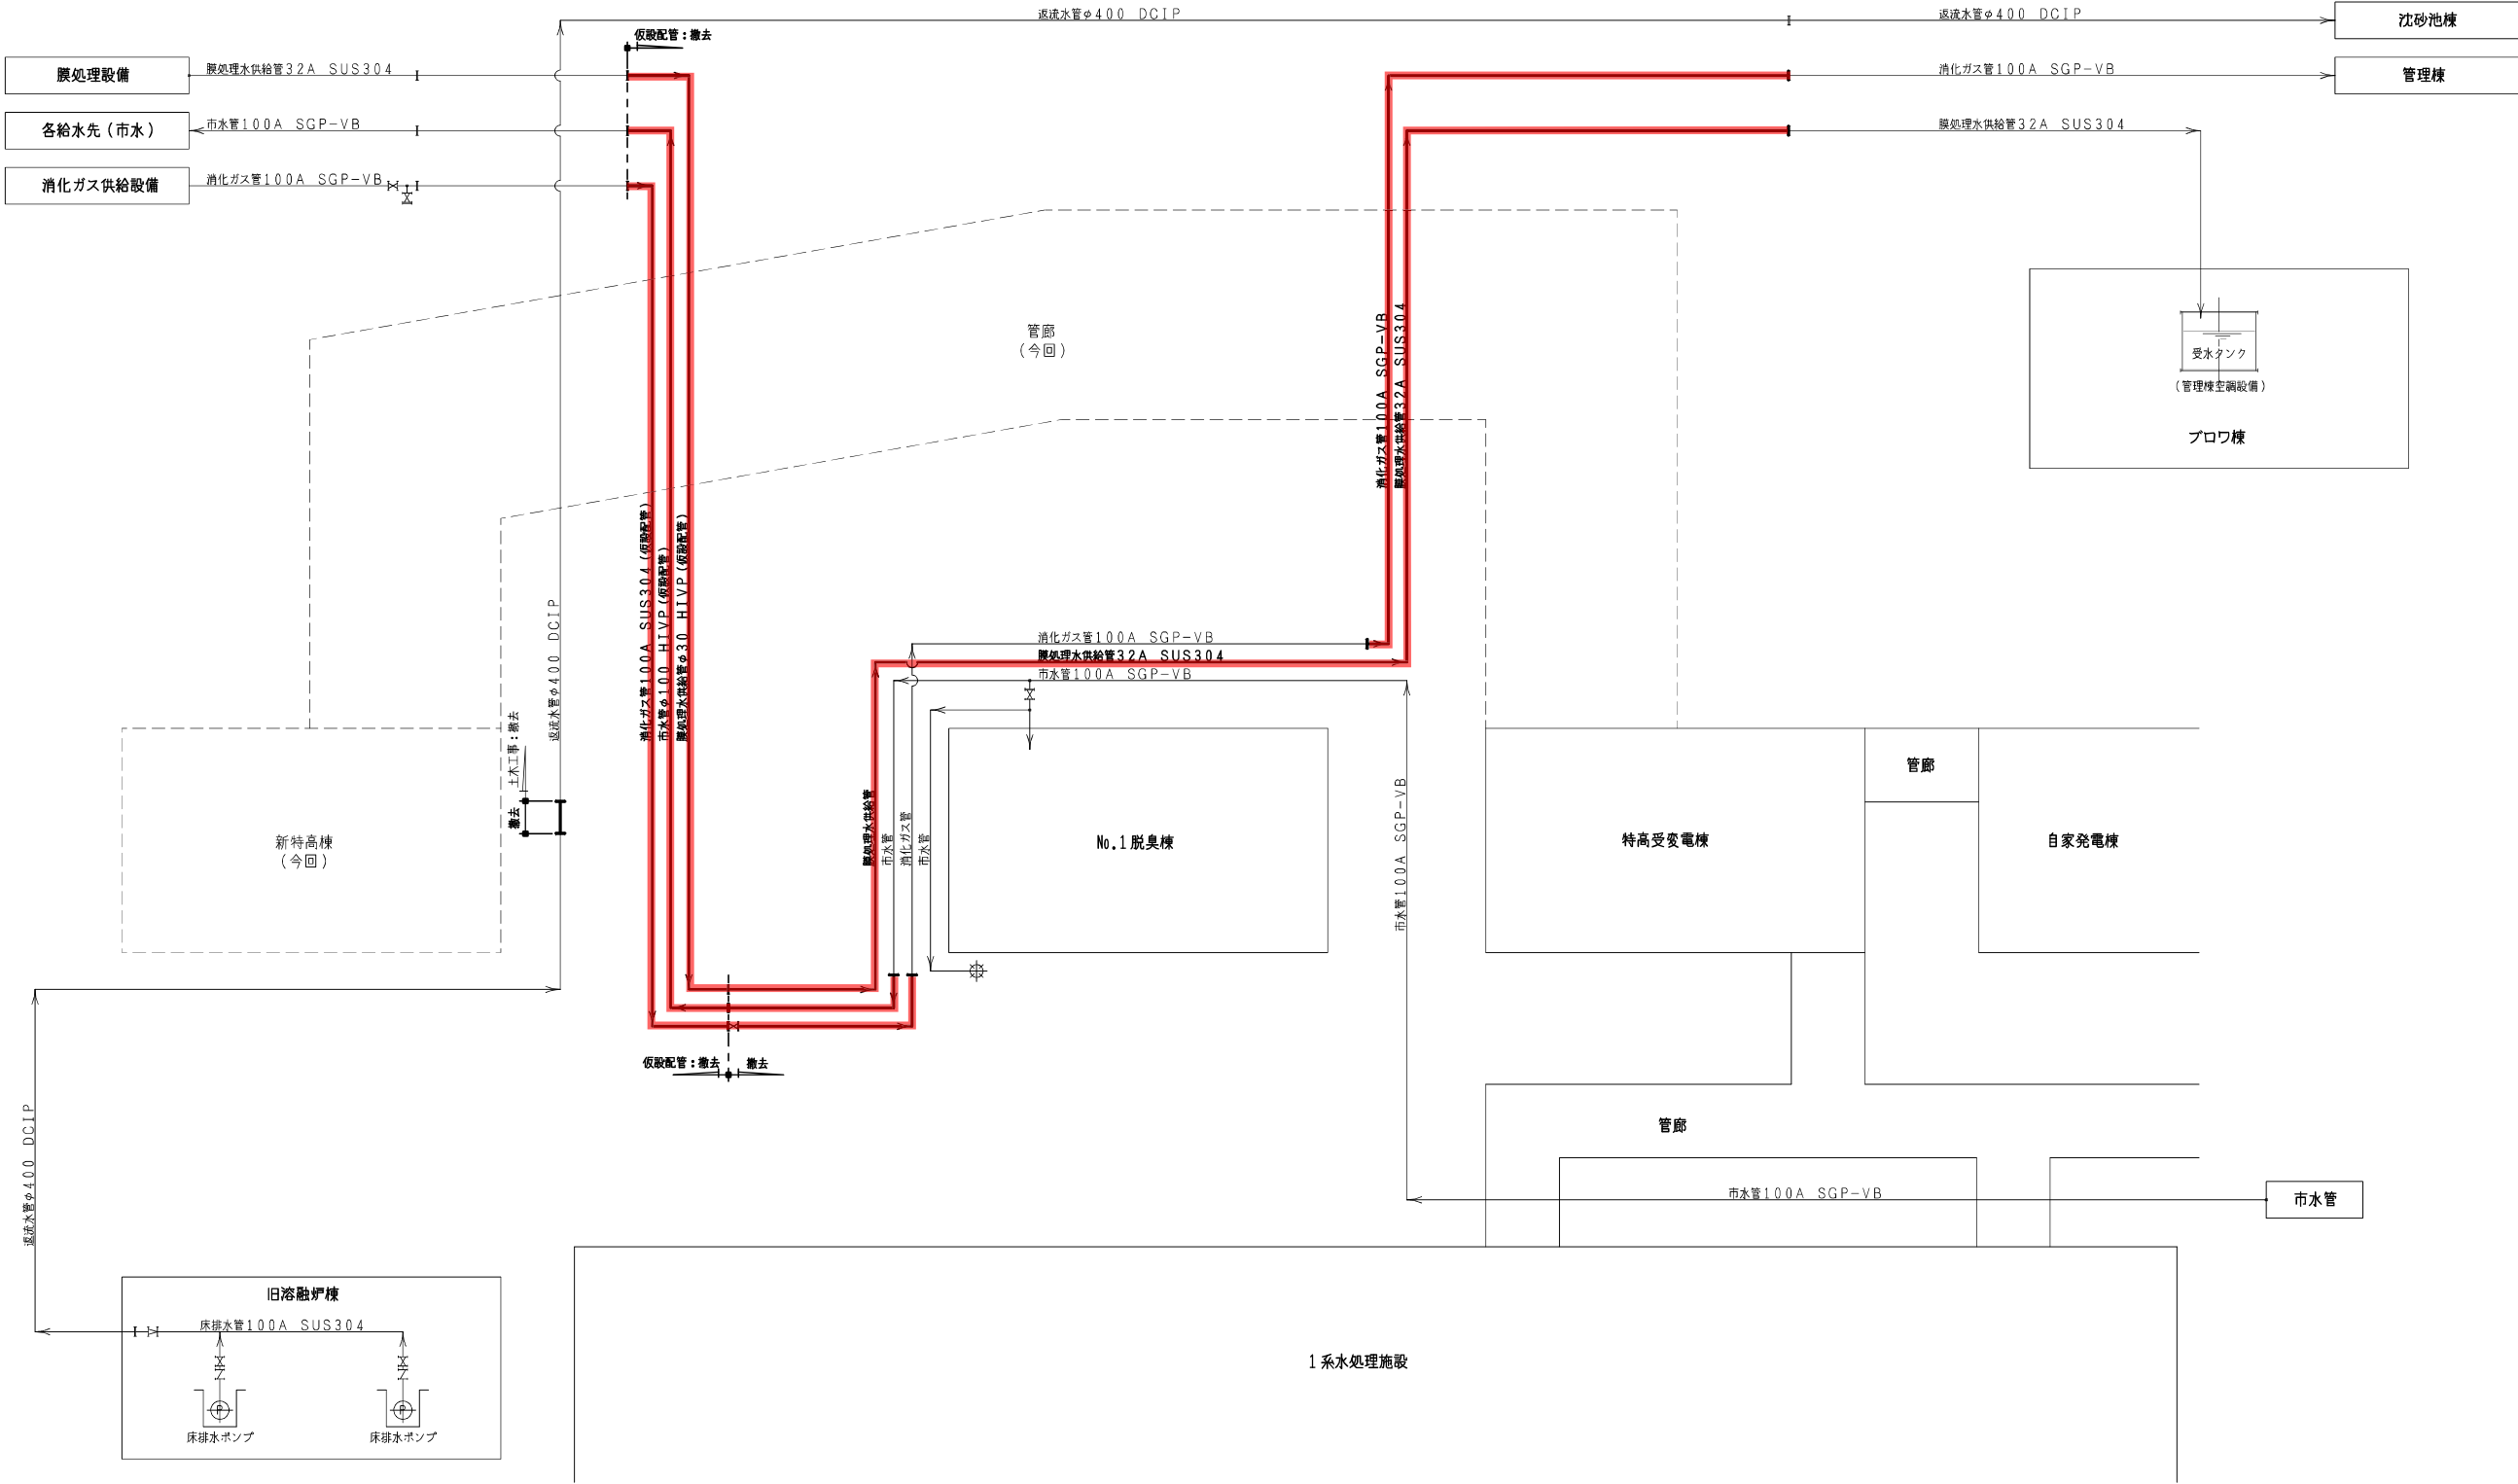 返流水管φ400 DCIP
返流水管φ400 DCIP
沈砂池棟
仮設配管：撤去
膜処理設備
膜処理水供給管32A SUS304
消化ガス管100A SGP-VB
管理棟
各給水先（市水）
市水管100A SGP-VB
膜処理水供給管32A SUS304
消化ガス供給設備
消化ガス管100A SGP-VB
管廊
（今回）
消化ガス管100A SGP-VB
膜処理水供給管32A SUS304
受水タンク
（管理棟空調設備）
ブロワ棟
返流水管φ400 DCIP
消化ガス管100A SUS304（仮設配管）
市水管φ100 HIVP（仮設配管）
膜処理水供給管φ30 HIVP（仮設配管）
消化ガス管100A SGP-VB
膜処理水供給管32A SUS304
市水管100A SGP-VB
土木工事：撤去
撤去
新特高棟
（今回）
膜処理水供給管
市水管
消化ガス管
市水管
No.1脱臭棟
市水管100A SGP-VB
特高受変電棟
管廊
自家発電棟
仮設配管：撤去
撤去
返流水管φ400 DCIP
管廊
市水管100A SGP-VB
市水管
旧溶融炉棟
床排水管100A SUS304
P
P
床排水ポンプ
床排水ポンプ
1系水処理施設